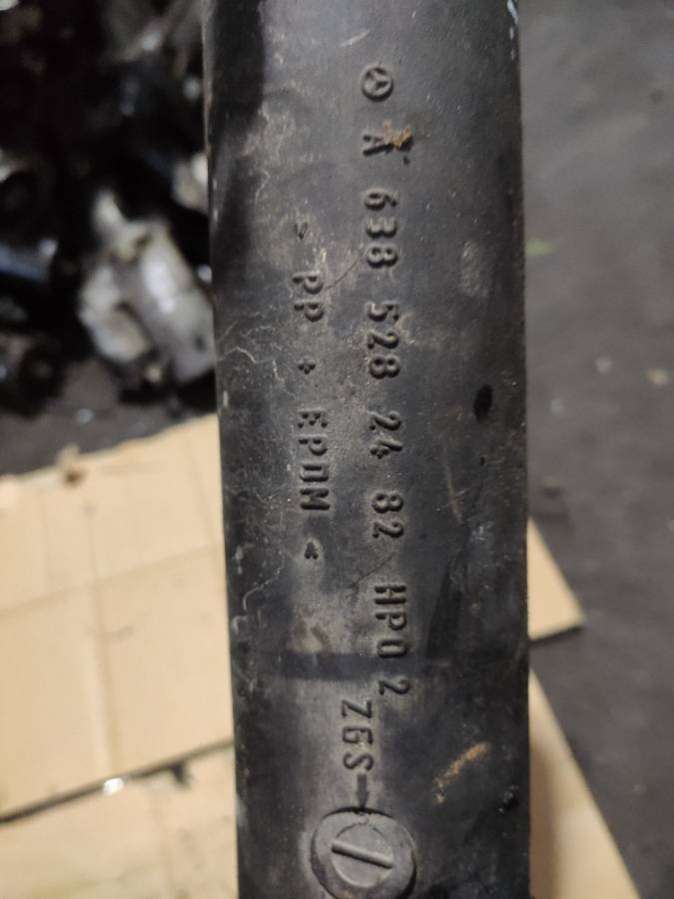 A 638 528 24 82 HP0 2
> PP + EPDM <
ZGS